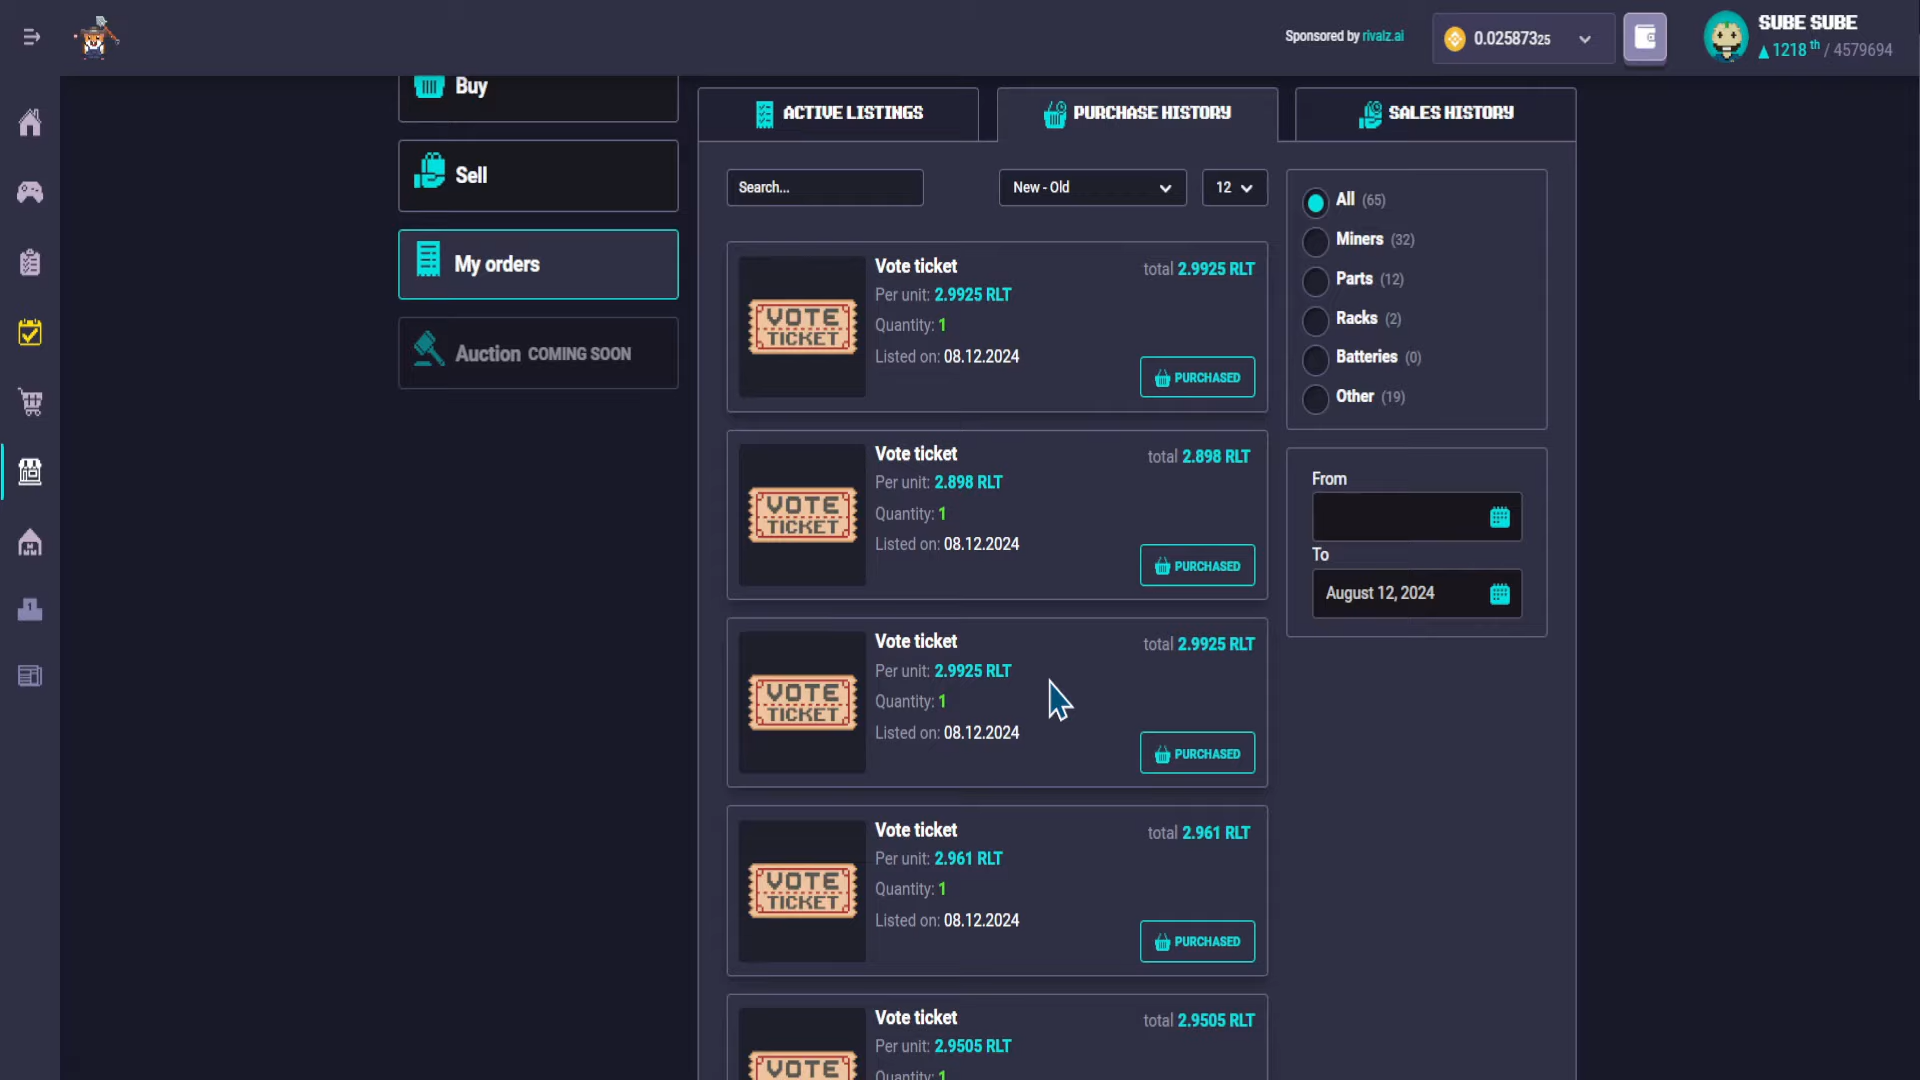 Sponsored by rivalz.ai
0.02587325
SUBE SUBE
1218 th / 4579694
Buy
Sell
My orders
Auction COMING SOON
ACTIVE LISTINGS
PURCHASE HISTORY
SALES HISTORY
Search...
New - Old
12
Vote ticket
total 2.9925 RLT
Per unit: 2.9925 RLT
Quantity: 1
Listed on: 08.12.2024
PURCHASED
VOTE
TICKET
Vote ticket
total 2.898 RLT
Per unit: 2.898 RLT
Quantity: 1
Listed on: 08.12.2024
PURCHASED
VOTE
TICKET
Vote ticket
total 2.9925 RLT
Per unit: 2.9925 RLT
Quantity: 1
Listed on: 08.12.2024
PURCHASED
VOTE
TICKET
Vote ticket
total 2.961 RLT
Per unit: 2.961 RLT
Quantity: 1
Listed on: 08.12.2024
PURCHASED
VOTE
TICKET
Vote ticket
total 2.9505 RLT
Per unit: 2.9505 RLT
Quantity: 1
VOTE
All (65)
Miners (32)
Parts (12)
Racks (2)
Batteries (0)
Other (19)
From
To
August 12, 2024